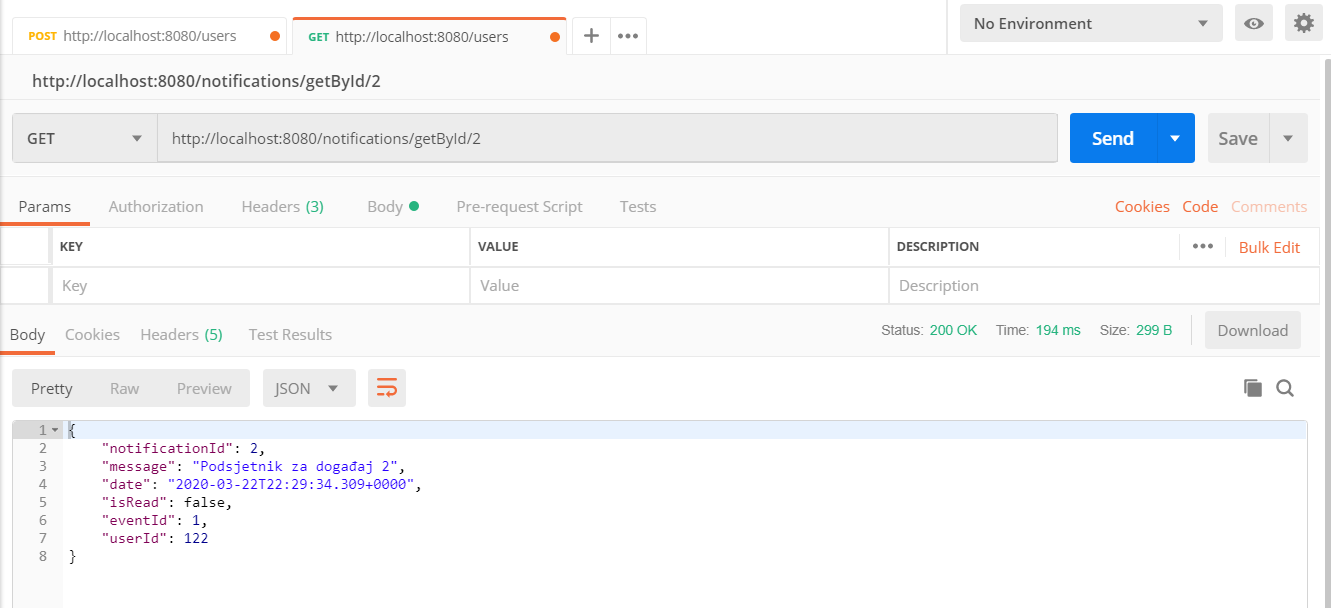 POST http://localhost:8080/users GET http://localhost:8080/users No Environment
http://localhost:8080/notifications/getById/2
GET http://localhost:8080/notifications/getById/2 Send Save
Params Authorization Headers (3) Body Pre-request Script Tests Cookies Code Comments
KEY VALUE DESCRIPTION Bulk Edit
Key Value Description
Body Cookies Headers (5) Test Results Status: 200 OK Time: 194 ms Size: 299 B Download
Pretty Raw Preview JSON
1 {
2 "notificationId": 2,
3 "message": "Podsjetnik za događaj 2",
4 "date": "2020-03-22T22:29:34.309+0000",
5 "isRead": false,
6 "eventId": 1,
7 "userId": 122
8 }